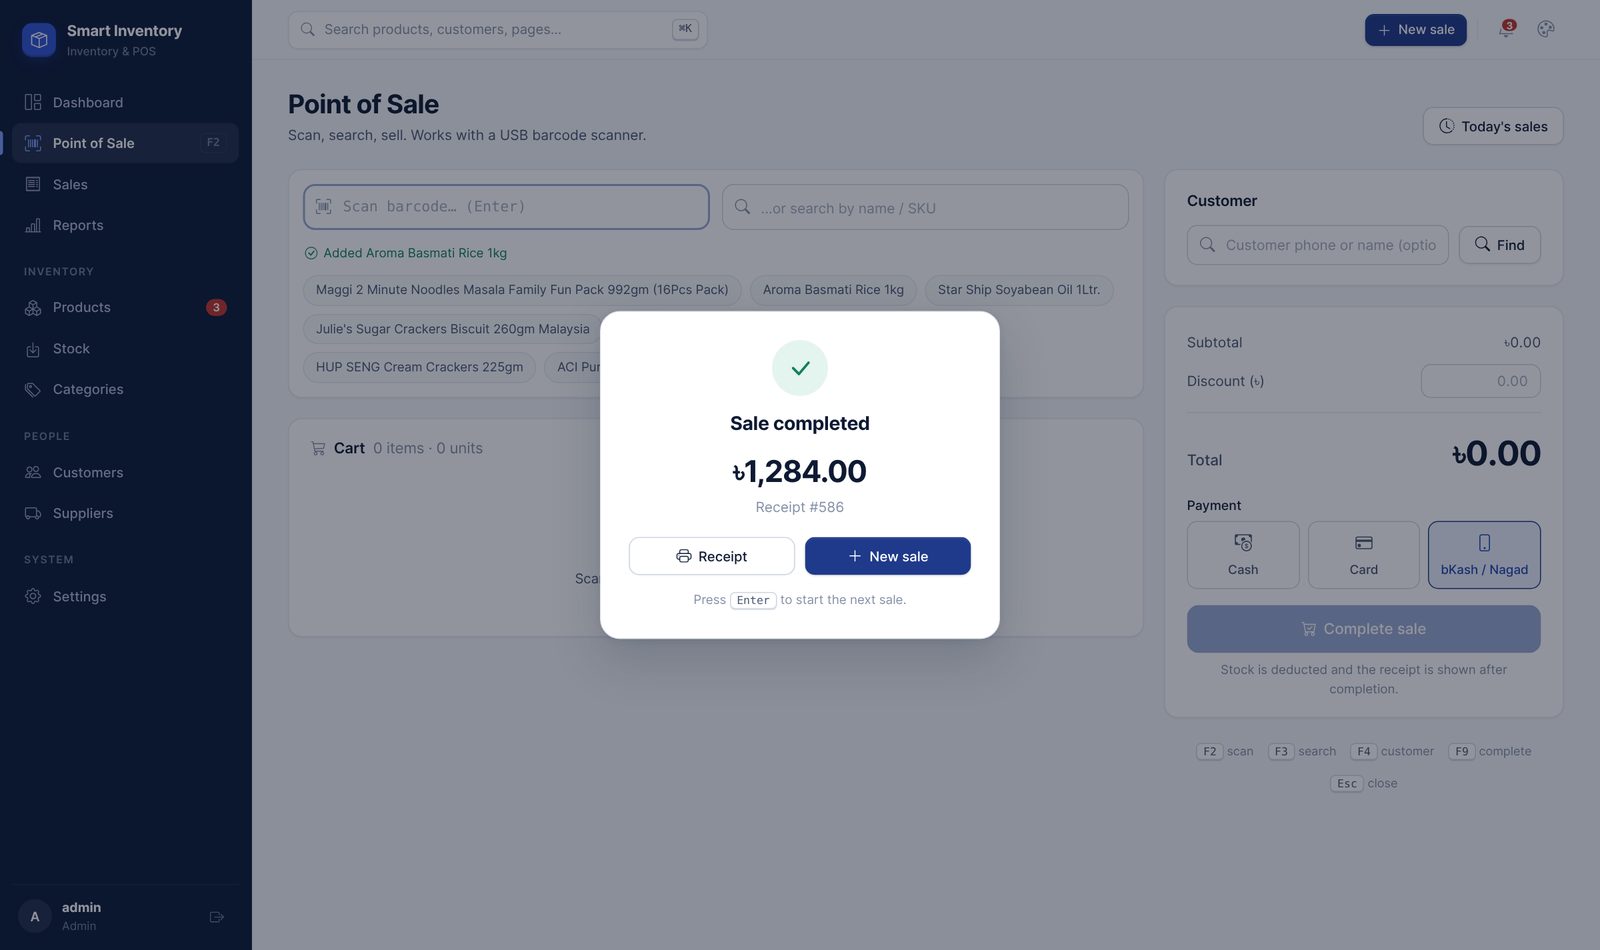 Smart Inventory
Inventory & POS
Dashboard
Point of Sale F2
Sales
Reports
INVENTORY
Products 3
Stock
Categories
PEOPLE
Customers
Suppliers
SYSTEM
Settings
A admin
Admin
Search products, customers, pages... ⌘K
+ New sale
3
Point of Sale
Scan, search, sell. Works with a USB barcode scanner.
Today's sales
Scan barcode… (Enter)
...or search by name / SKU
Added Aroma Basmati Rice 1kg
Maggi 2 Minute Noodles Masala Family Fun Pack 992gm (16Pcs Pack)
Aroma Basmati Rice 1kg
Star Ship Soyabean Oil 1Ltr.
Julie's Sugar Crackers Biscuit 260gm Malaysia
HUP SENG Cream Crackers 225gm
ACI Pur
Cart 0 items · 0 units
Scan
Sale completed
৳1,284.00
Receipt #586
Receipt
+ New sale
Press Enter to start the next sale.
Customer
Customer phone or name (optio
Find
Subtotal ৳0.00
Discount (৳) 0.00
Total ৳0.00
Payment
Cash
Card
bKash / Nagad
Complete sale
Stock is deducted and the receipt is shown after
completion.
F2 scan F3 search F4 customer F9 complete
Esc close